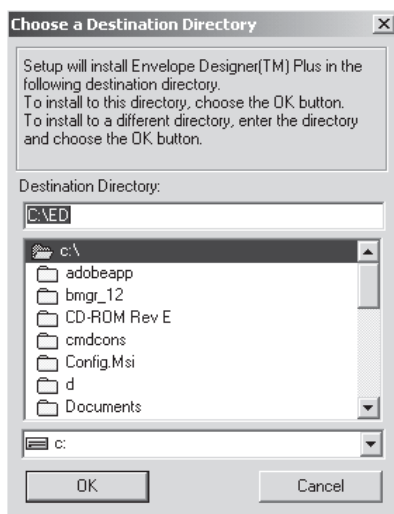 Choose a Destination Directory
Setup will install Envelope Designer(TM) Plus in the
following destination directory.
To install to this directory, choose the OK button.
To install to a different directory, enter the directory
and choose the OK button.
Destination Directory:
C:\ED
c:\
adobeapp
bmgr_12
CD-ROM Rev E
cmdcons
Config.Msi
d
Documents
c:
OK
Cancel